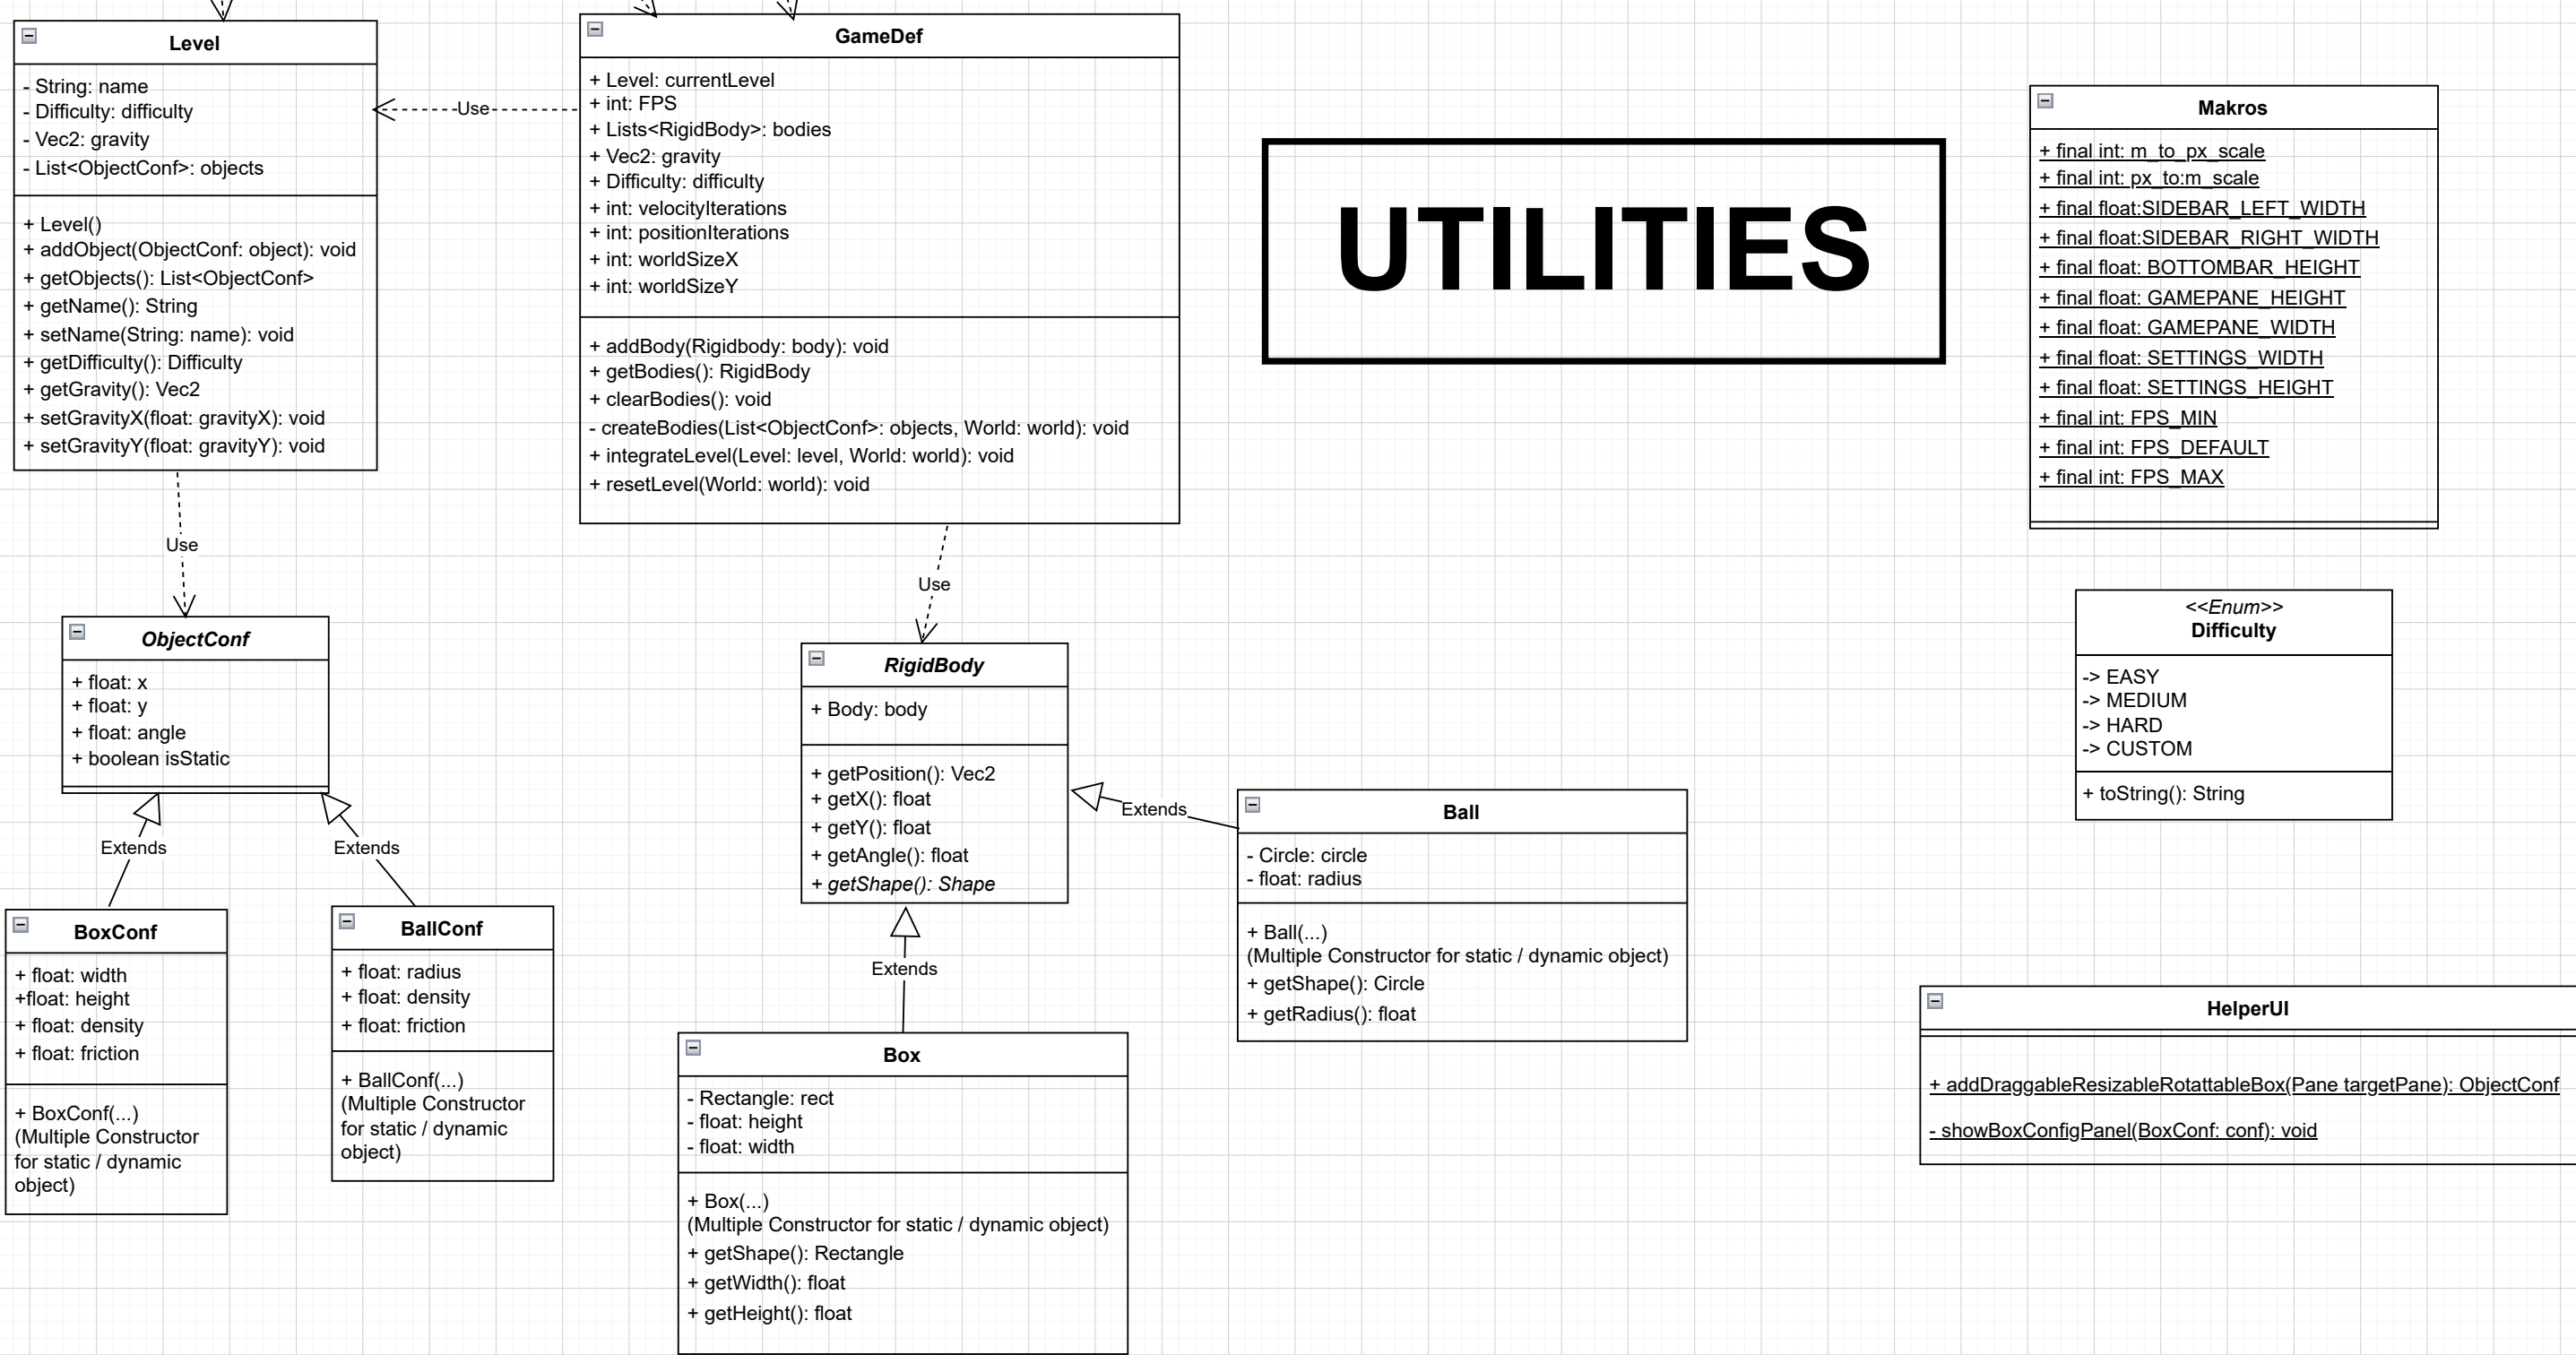 Level
- String: name
- Difficulty: difficulty
- Vec2: gravity
- List<ObjectConf>: objects
+ Level()
+ addObject(ObjectConf: object): void
+ getObjects(): List<ObjectConf>
+ getName(): String
+ setName(String: name): void
+ getDifficulty(): Difficulty
+ getGravity(): Vec2
+ setGravityX(float: gravityX): void
+ setGravityY(float: gravityY): void
Use
GameDef
+ Level: currentLevel
+ int: FPS
+ Lists<RigidBody>: bodies
+ Vec2: gravity
+ Difficulty: difficulty
+ int: velocityIterations
+ int: positionIterations
+ int: worldSizeX
+ int: worldSizeY
+ addBody(Rigidbody: body): void
+ getBodies(): RigidBody
+ clearBodies(): void
- createBodies(List<ObjectConf>: objects, World: world): void
+ integrateLevel(Level: level, World: world): void
+ resetLevel(World: world): void
UTILITIES
Makros
+ final int: m_to_px_scale
+ final int: px_to:m_scale
+ final float:SIDEBAR_LEFT_WIDTH
+ final float:SIDEBAR_RIGHT_WIDTH
+ final float: BOTTOMBAR_HEIGHT
+ final float: GAMEPANE_HEIGHT
+ final float: GAMEPANE_WIDTH
+ final float: SETTINGS_WIDTH
+ final float: SETTINGS_HEIGHT
+ final int: FPS_MIN
+ final int: FPS_DEFAULT
+ final int: FPS_MAX
Use
Use
ObjectConf
+ float: x
+ float: y
+ float: angle
+ boolean isStatic
Extends
Extends
RigidBody
+ Body: body
+ getPosition(): Vec2
+ getX(): float
+ getY(): float
+ getAngle(): float
+ getShape(): Shape
Extends
Extends
<<Enum>>
Difficulty
-> EASY
-> MEDIUM
-> HARD
-> CUSTOM
+ toString(): String
Ball
- Circle: circle
- float: radius
+ Ball(...)
(Multiple Constructor for static / dynamic object)
+ getShape(): Circle
+ getRadius(): float
BoxConf
+ float: width
+float: height
+ float: density
+ float: friction
+ BoxConf(...)
(Multiple Constructor
for static / dynamic
object)
BallConf
+ float: radius
+ float: density
+ float: friction
+ BallConf(...)
(Multiple Constructor
for static / dynamic
object)
Box
- Rectangle: rect
- float: height
- float: width
+ Box(...)
(Multiple Constructor for static / dynamic object)
+ getShape(): Rectangle
+ getWidth(): float
+ getHeight(): float
HelperUI
+ addDraggableResizableRotattableBox(Pane targetPane): ObjectConf
- showBoxConfigPanel(BoxConf: conf): void